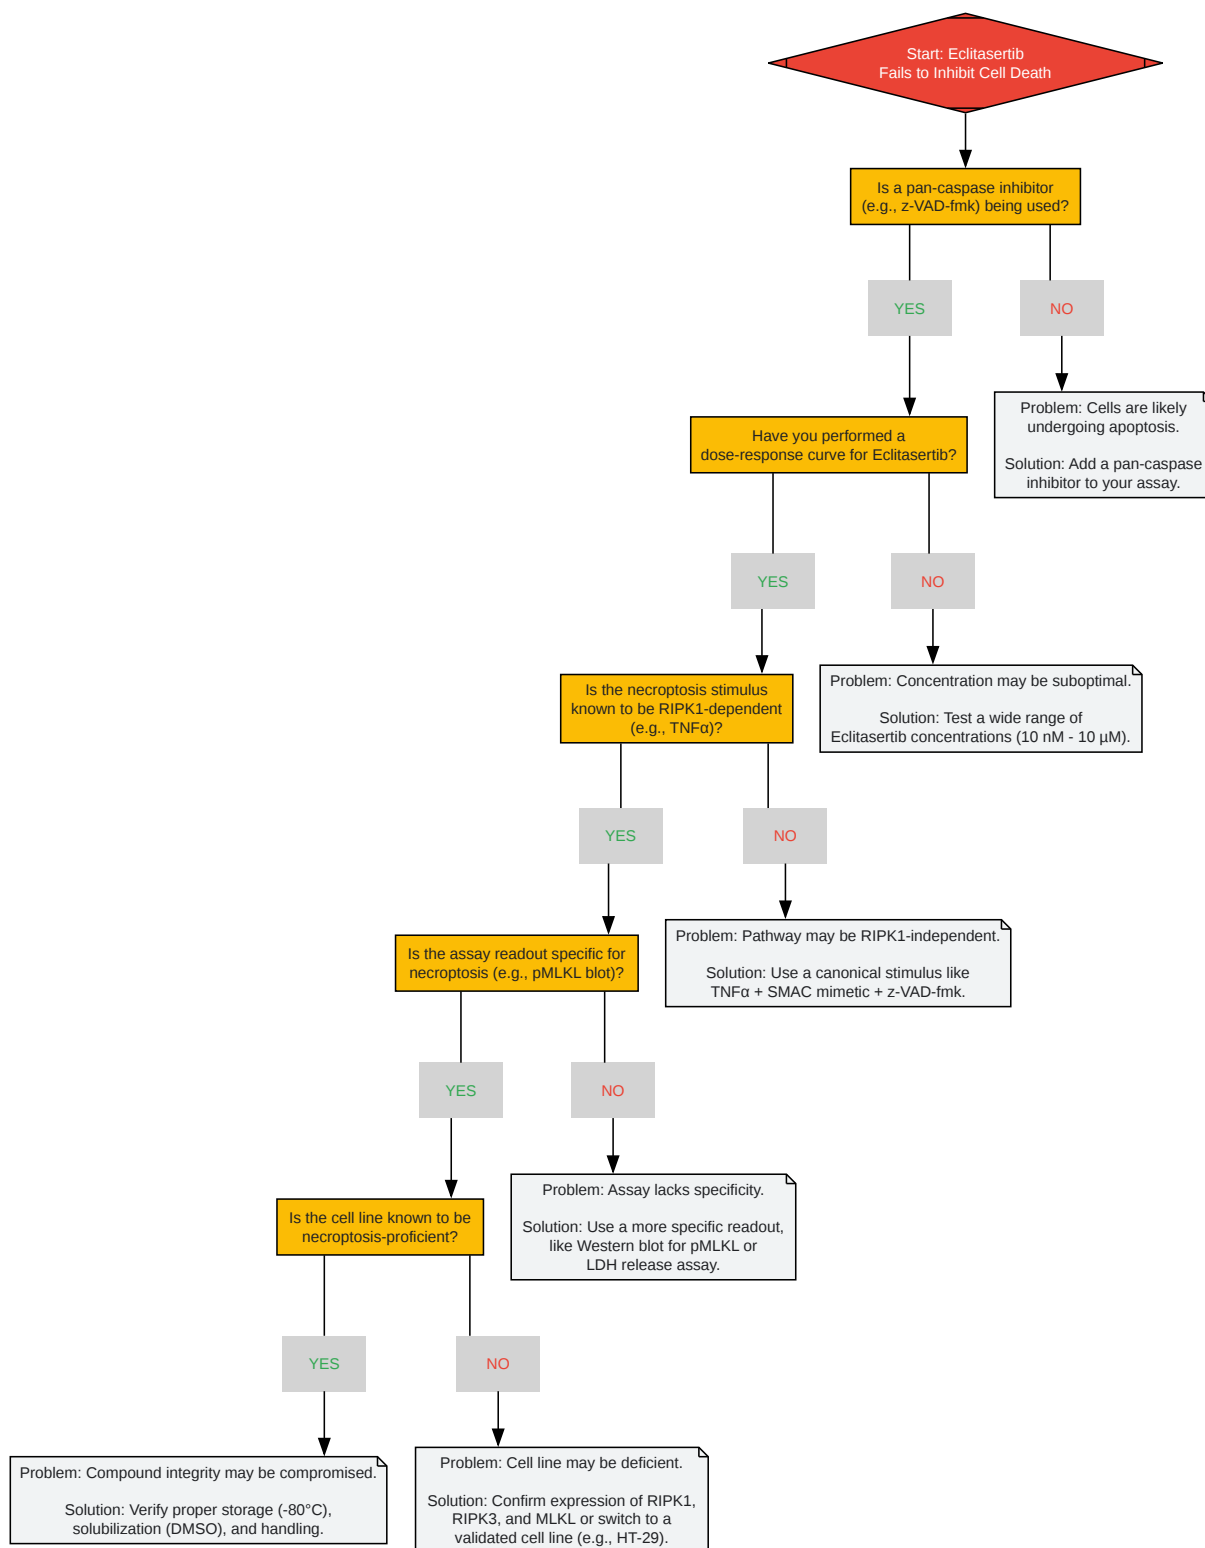 Start: Eclitasertib
Fails to Inhibit Cell Death
Is a pan-caspase inhibitor
(e.g., z-VAD-fmk) being used?
YES
NO
Problem: Cells are likely
undergoing apoptosis.
Solution: Add a pan-caspase
inhibitor to your assay.
Have you performed a
dose-response curve for Eclitasertib?
YES
NO
Problem: Concentration may be suboptimal.
Solution: Test a wide range of
Eclitasertib concentrations (10 nM - 10 µM).
Is the necroptosis stimulus
known to be RIPK1-dependent
(e.g., TNFα)?
YES
NO
Problem: Pathway may be RIPK1-independent.
Solution: Use a canonical stimulus like
TNFα + SMAC mimetic + z-VAD-fmk.
Is the assay readout specific for
necroptosis (e.g., pMLKL blot)?
YES
NO
Problem: Assay lacks specificity.
Solution: Use a more specific readout,
like Western blot for pMLKL or
LDH release assay.
Is the cell line known to be
necroptosis-proficient?
YES
NO
Problem: Compound integrity may be compromised.
Solution: Verify proper storage (-80°C),
solubilization (DMSO), and handling.
Problem: Cell line may be deficient.
Solution: Confirm expression of RIPK1,
RIPK3, and MLKL or switch to a
validated cell line (e.g., HT-29).